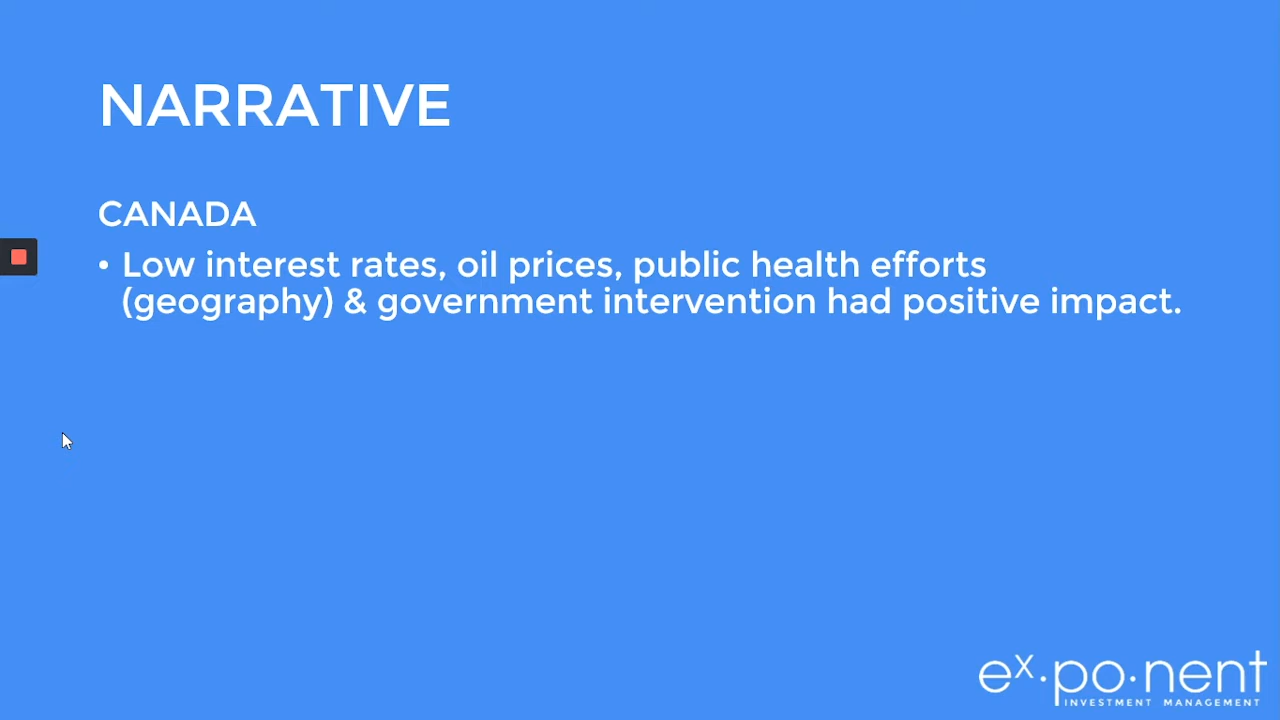 NARRATIVE
CANADA
• Low interest rates, oil prices, public health efforts
(geography) & government intervention had positive impact.
ex·po·nent
INVESTMENT MANAGEMENT